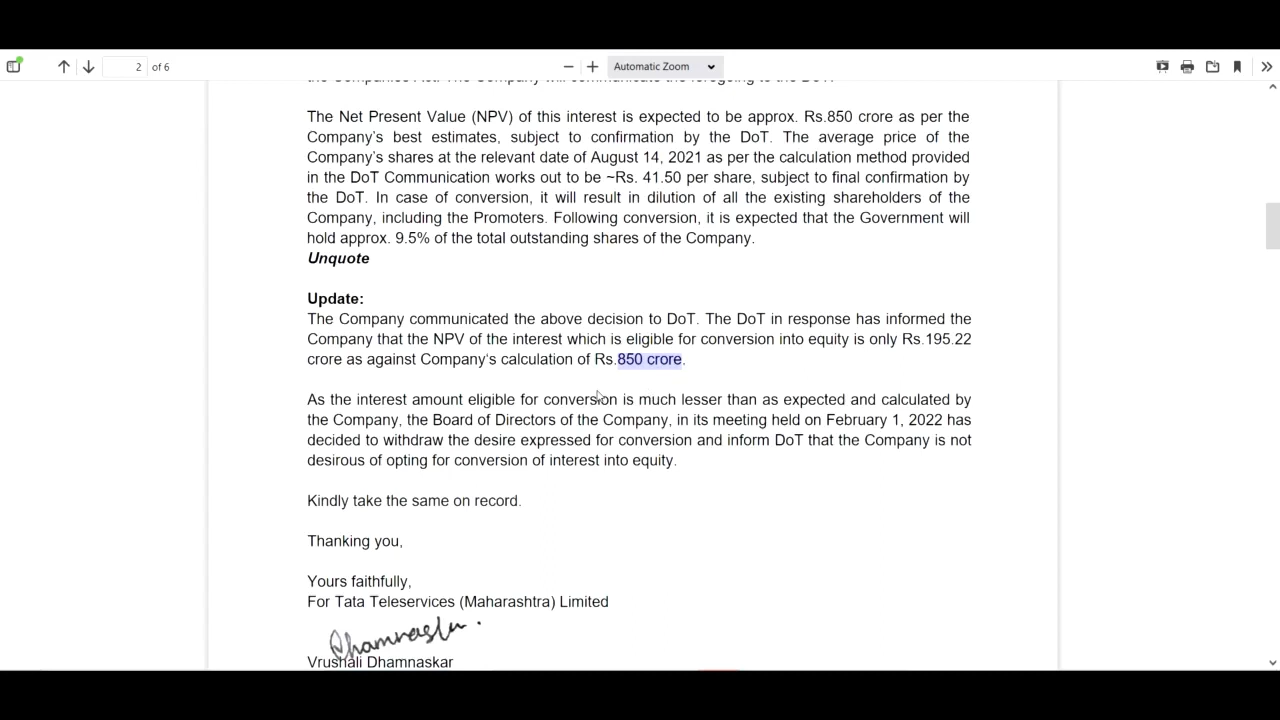 2
of 6
Automatic Zoom
the Companies Act. The Company will communicate the foregoing to the DoT.
The Net Present Value (NPV) of this interest is expected to be approx. Rs.850 crore as per the
Company's best estimates, subject to confirmation by the DoT. The average price of the
Company's shares at the relevant date of August 14, 2021 as per the calculation method provided
in the DoT Communication works out to be ~Rs. 41.50 per share, subject to final confirmation by
the DoT. In case of conversion, it will result in dilution of all the existing shareholders of the
Company, including the Promoters. Following conversion, it is expected that the Government will
hold approx. 9.5% of the total outstanding shares of the Company.
Unquote
Update:
The Company communicated the above decision to DoT. The DoT in response has informed the
Company that the NPV of the interest which is eligible for conversion into equity is only Rs.195.22
crore as against Company's calculation of Rs.850 crore.
As the interest amount eligible for conversion is much lesser than as expected and calculated by
the Company, the Board of Directors of the Company, in its meeting held on February 1, 2022 has
decided to withdraw the desire expressed for conversion and inform DoT that the Company is not
desirous of opting for conversion of interest into equity.
Kindly take the same on record.
Thanking you,
Yours faithfully,
For Tata Teleservices (Maharashtra) Limited
Vrushali Dhamnaskar